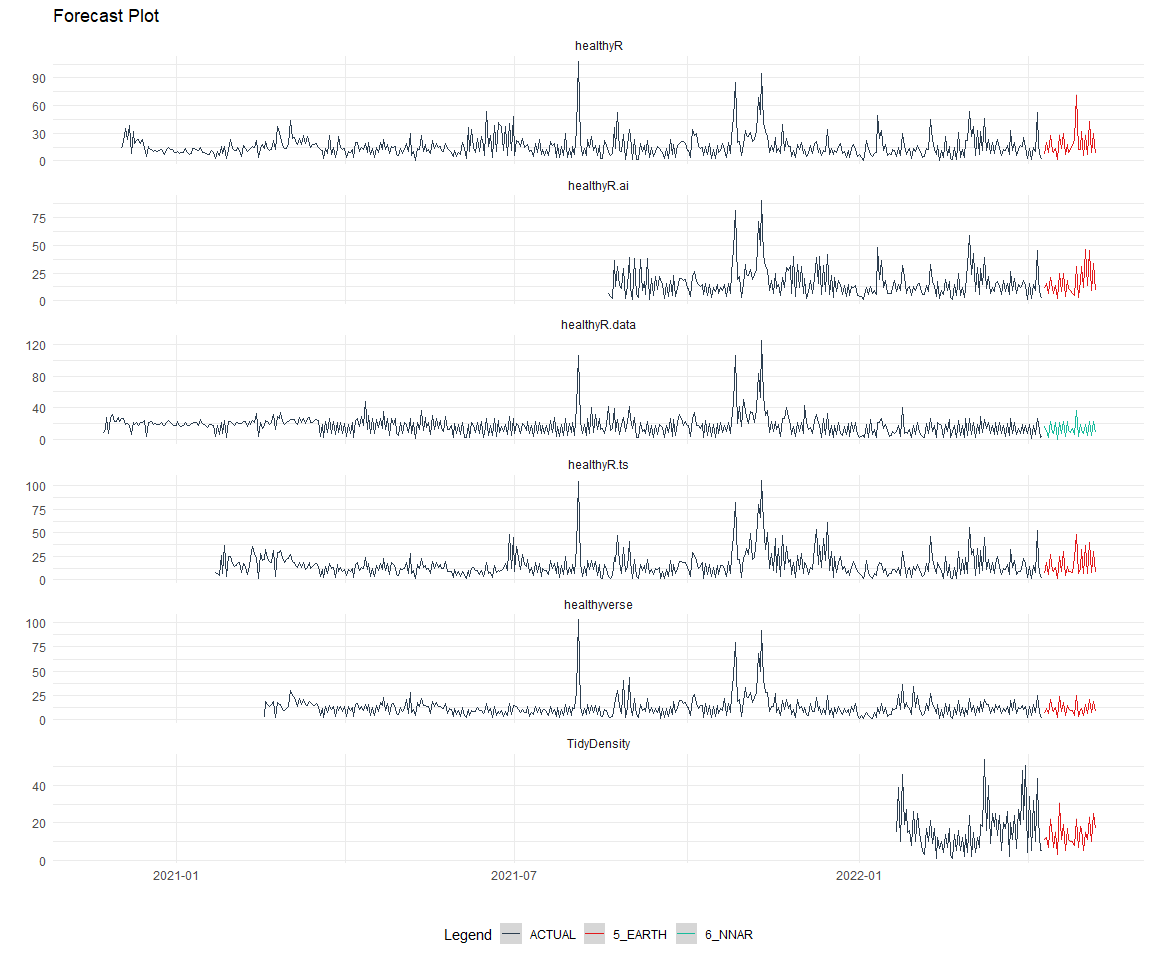 Forecast Plot
healthyR
90
60
30
0
healthyR.ai
75
50
25
0
healthyR.data
120
80
40
0
healthyR.ts
100
75
50
25
0
healthyverse
100
75
50
25
0
TidyDensity
40
20
0
2021-01 2021-07 2022-01
Legend ACTUAL 5_EARTH 6_NNAR